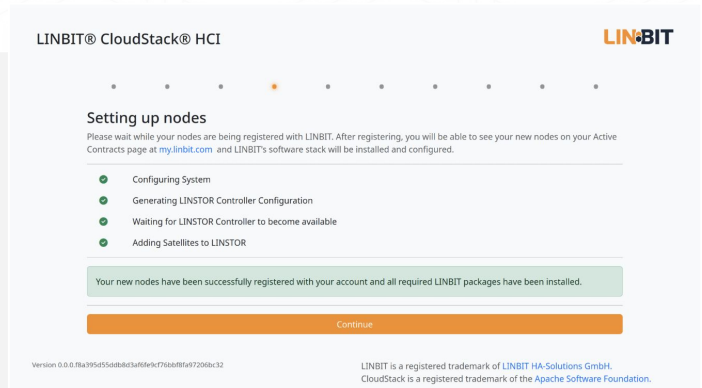 LINBIT® CloudStack® HCI
LINBIT
Setting up nodes
Please wait while your nodes are being registered with LINBIT. After registering, you will be able to see your new nodes on your Active
Contracts page at my.linbit.com and LINBIT's software stack will be installed and configured.
Configuring System
Generating LINSTOR Controller Configuration
Waiting for LINSTOR Controller to become available
Adding Satellites to LINSTOR
Your new nodes have been successfully registered with your account and all required LINBIT packages have been installed.
Continue
Version 0.0.0.f8a395d55ddb8d3af6fe9cf76bbf8fa97206bc32
LINBIT is a registered trademark of LINBIT HA-Solutions GmbH.
CloudStack is a registered trademark of the Apache Software Foundation.